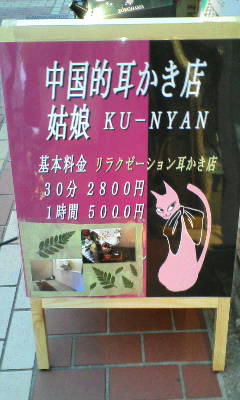 中国的耳かき店
姑娘 KU-NYAN
基本料金 リラクゼーション耳かき店
30分 2800円
1時間 5000円